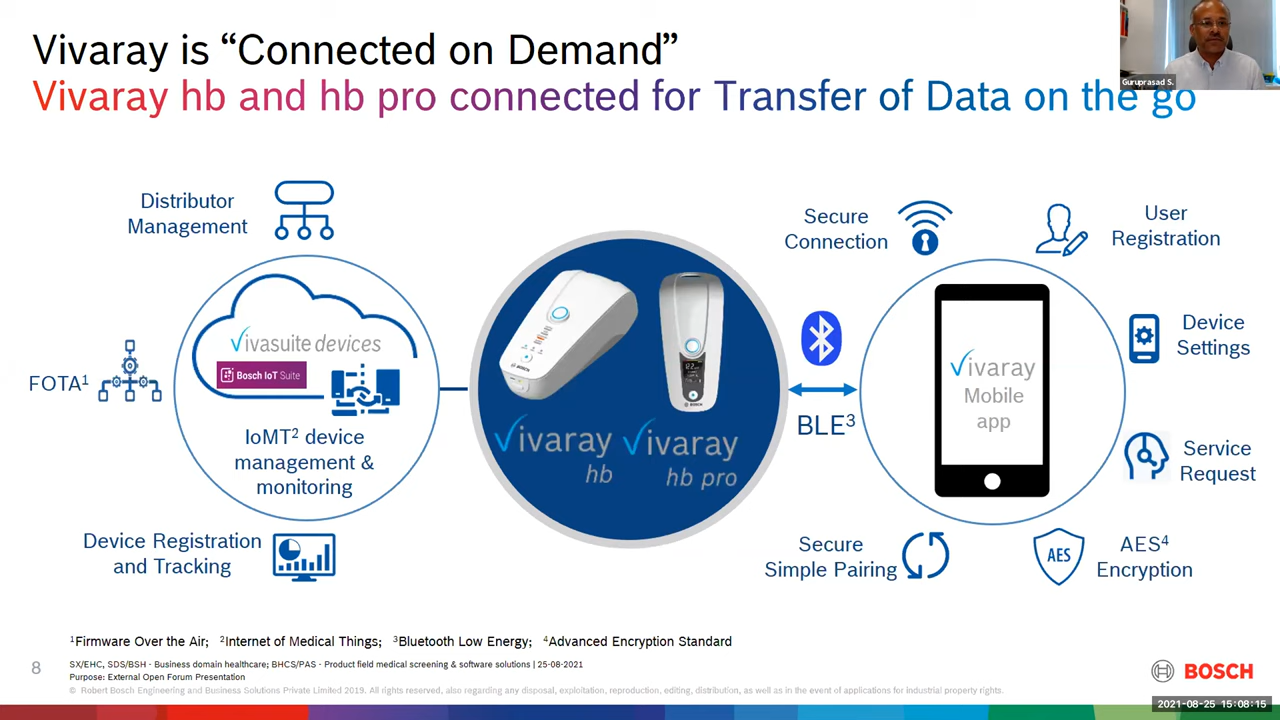 Vivaray is “Connected on Demand”
Vivaray hb and hb pro connected for Transfer of Data on the go
Guruprasad S.
Distributor
Management
FOTA¹
Vivasuite devices
Bosch IoT Suite
IoMT² device
management &
monitoring
Device Registration
and Tracking
Vivaray
hb
Vivaray
hb pro
BOSCH
Secure
Connection
BLE³
Secure
Simple Pairing
Vivaray
Mobile
app
User
Registration
Device
Settings
Service
Request
AES
AES⁴
Encryption
¹Firmware Over the Air; ²Internet of Medical Things; ³Bluetooth Low Energy; ⁴Advanced Encryption Standard
8
SX/EHC, SDS/BSH - Business domain healthcare; BHCS/PAS - Product field medical screening & software solutions | 25-08-2021
Purpose: External Open Forum Presentation
© Robert Bosch Engineering and Business Solutions Private Limited 2019. All rights reserved, also regarding any disposal, exploitation, reproduction, editing, distribution, as well as in the event of applications for industrial property rights.
BOSCH
2021-08-25 15:08:15